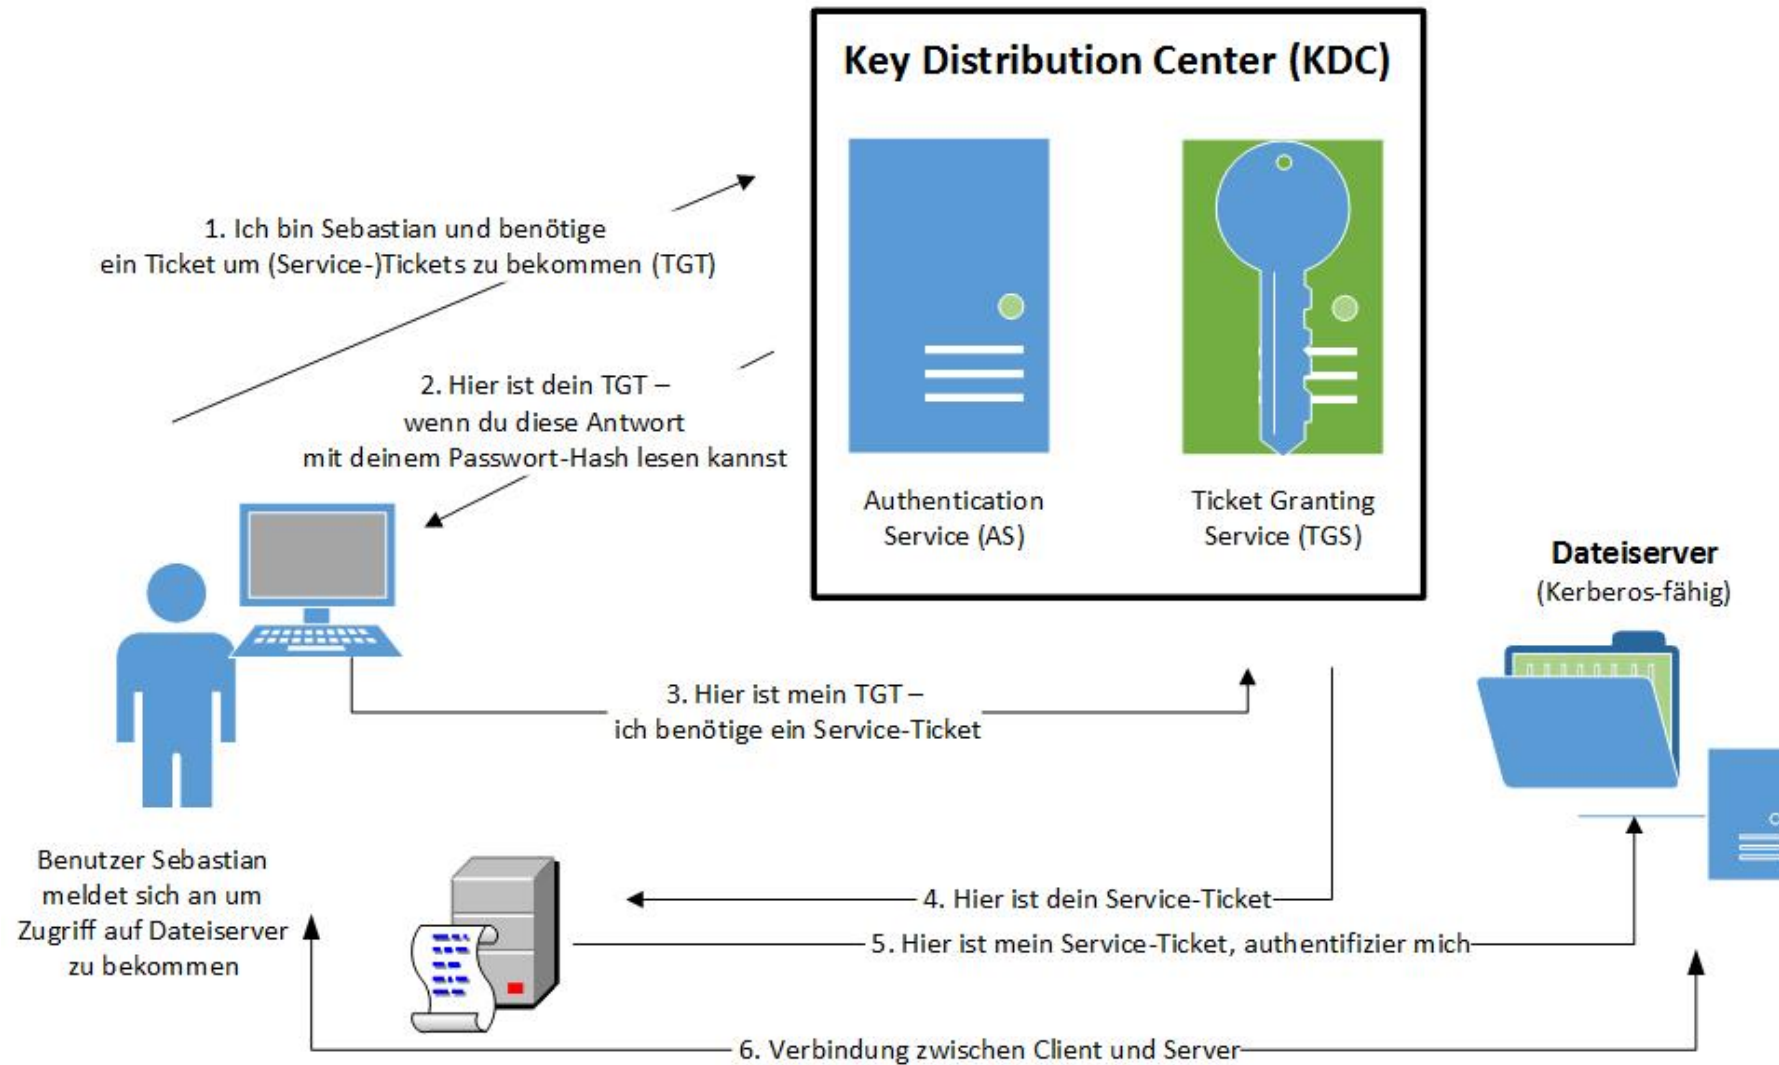 Key Distribution Center (KDC)
1. Ich bin Sebastian und benötige
ein Ticket um (Service-)Tickets zu bekommen (TGT)
2. Hier ist dein TGT –
wenn du diese Antwort
mit deinem Passwort-Hash lesen kannst
Authentication
Service (AS)
Ticket Granting
Service (TGS)
Dateiserver
(Kerberos-fähig)
3. Hier ist mein TGT –
ich benötige ein Service-Ticket
Benutzer Sebastian
meldet sich an um
Zugriff auf Dateiserver
zu bekommen
4. Hier ist dein Service-Ticket
5. Hier ist mein Service-Ticket, authentifizier mich
6. Verbindung zwischen Client und Server